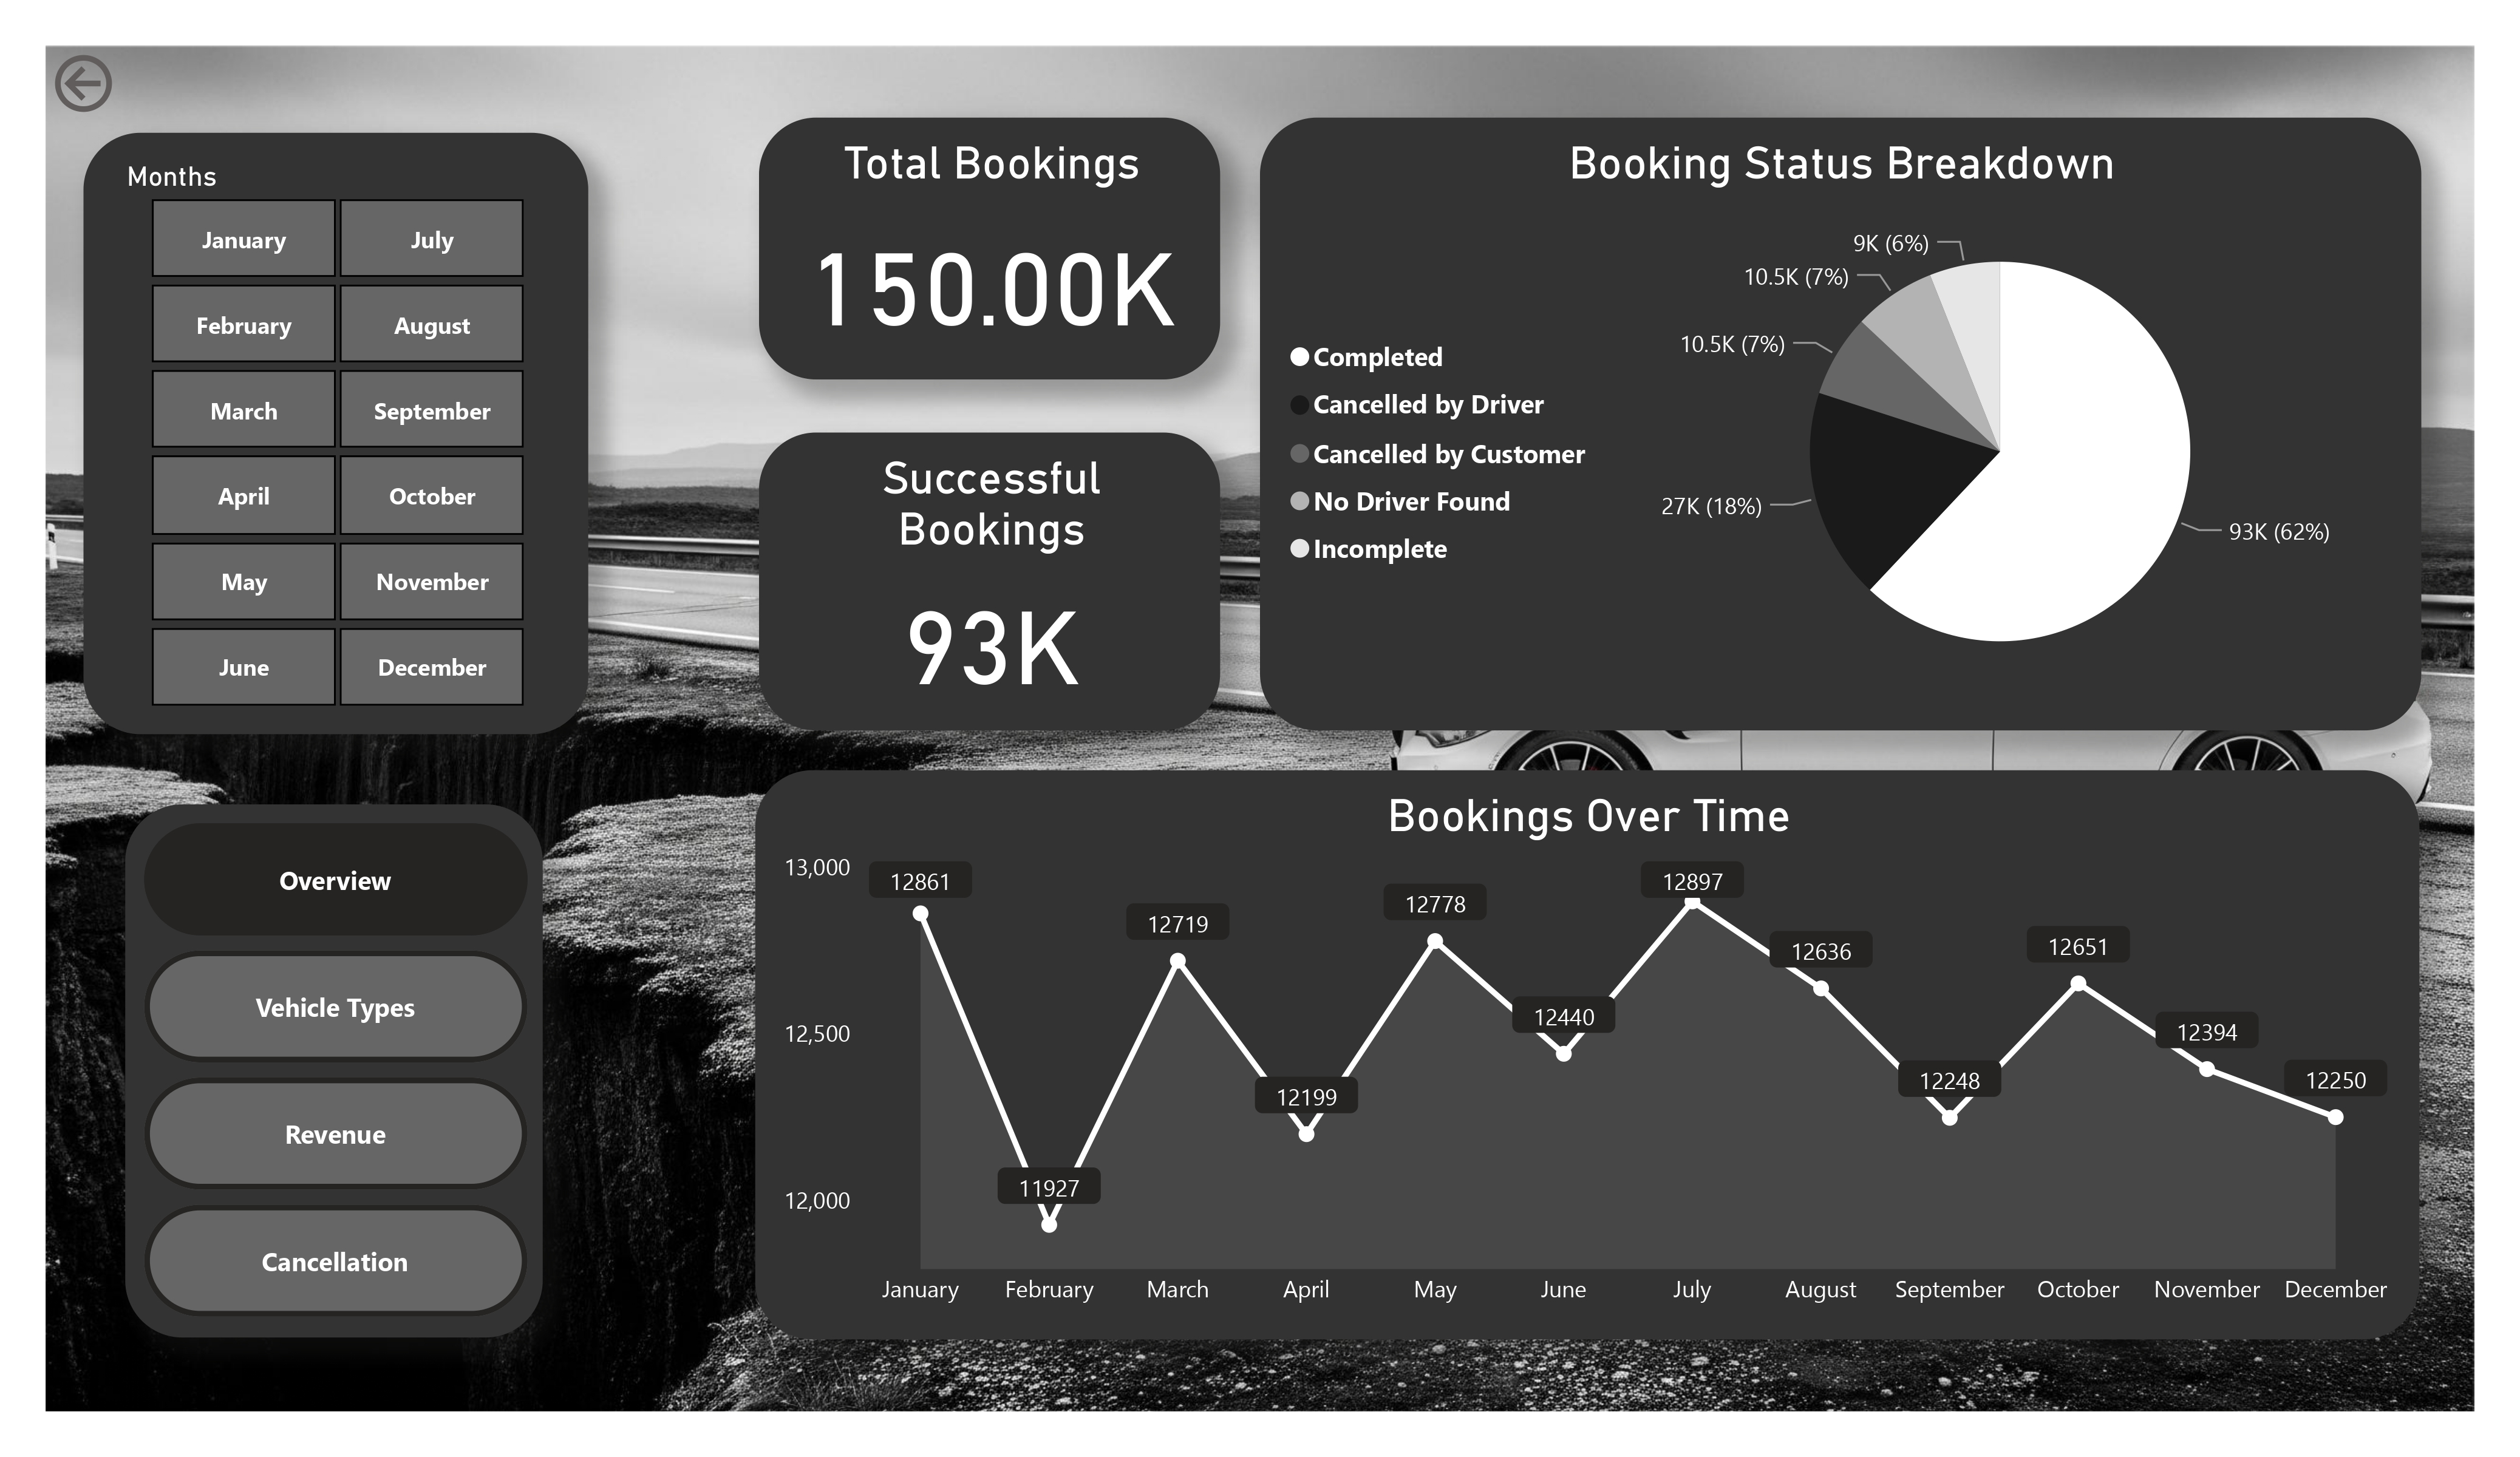 Months
January
July
February
August
March
September
April
October
May
November
June
December
Overview
Vehicle Types
Revenue
Cancellation
Total Bookings
150.00K
Successful
Bookings
93K
Booking Status Breakdown
Completed
Cancelled by Driver
Cancelled by Customer
No Driver Found
Incomplete
9K (6%)
10.5K (7%)
10.5K (7%)
27K (18%)
93K (62%)
Bookings Over Time
13,000
12,500
12,000
12861
11927
12719
12199
12778
12440
12897
12636
12248
12651
12394
12250
January
February
March
April
May
June
July
August
September
October
November
December